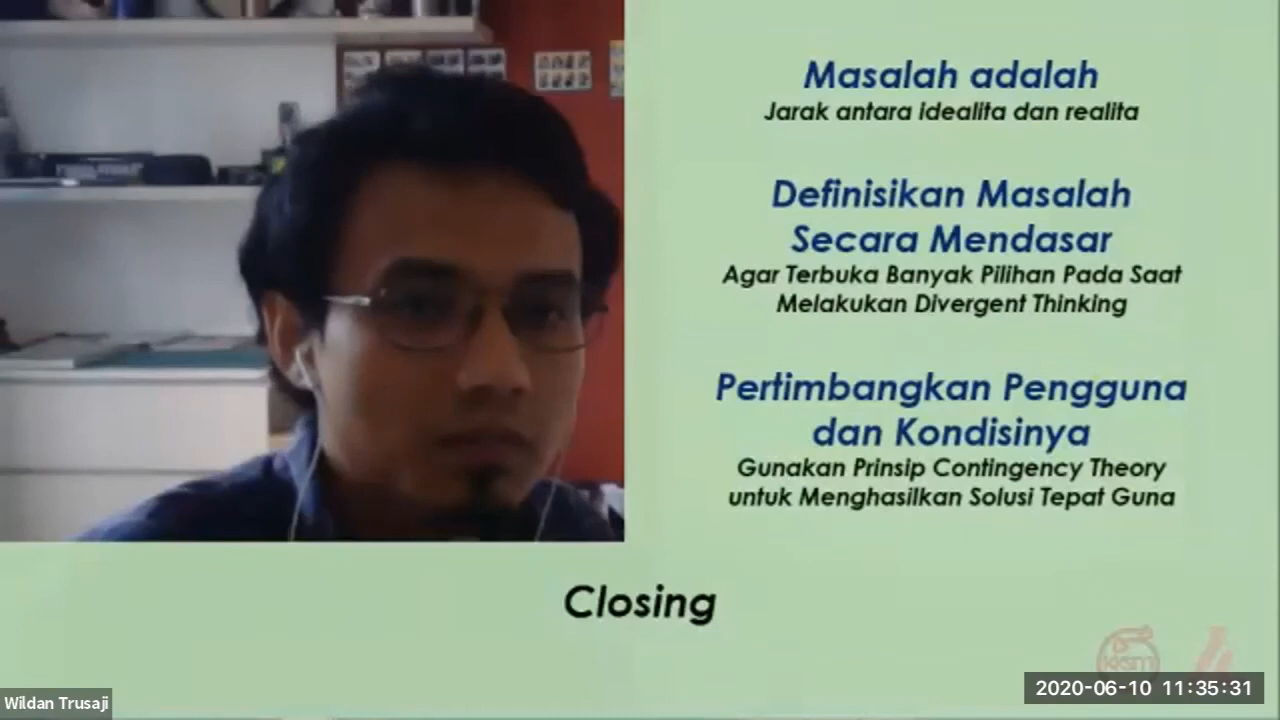 Masalah adalah
Jarak antara idealita dan realita
Definisikan Masalah
Secara Mendasar
Agar Terbuka Banyak Pilihan Pada Saat
Melakukan Divergent Thinking
Pertimbangkan Pengguna
dan Kondisinya
Gunakan Prinsip Contingency Theory
untuk Menghasilkan Solusi Tepat Guna
Closing
Wildan Trusaji
2020-06-10 11:35:31